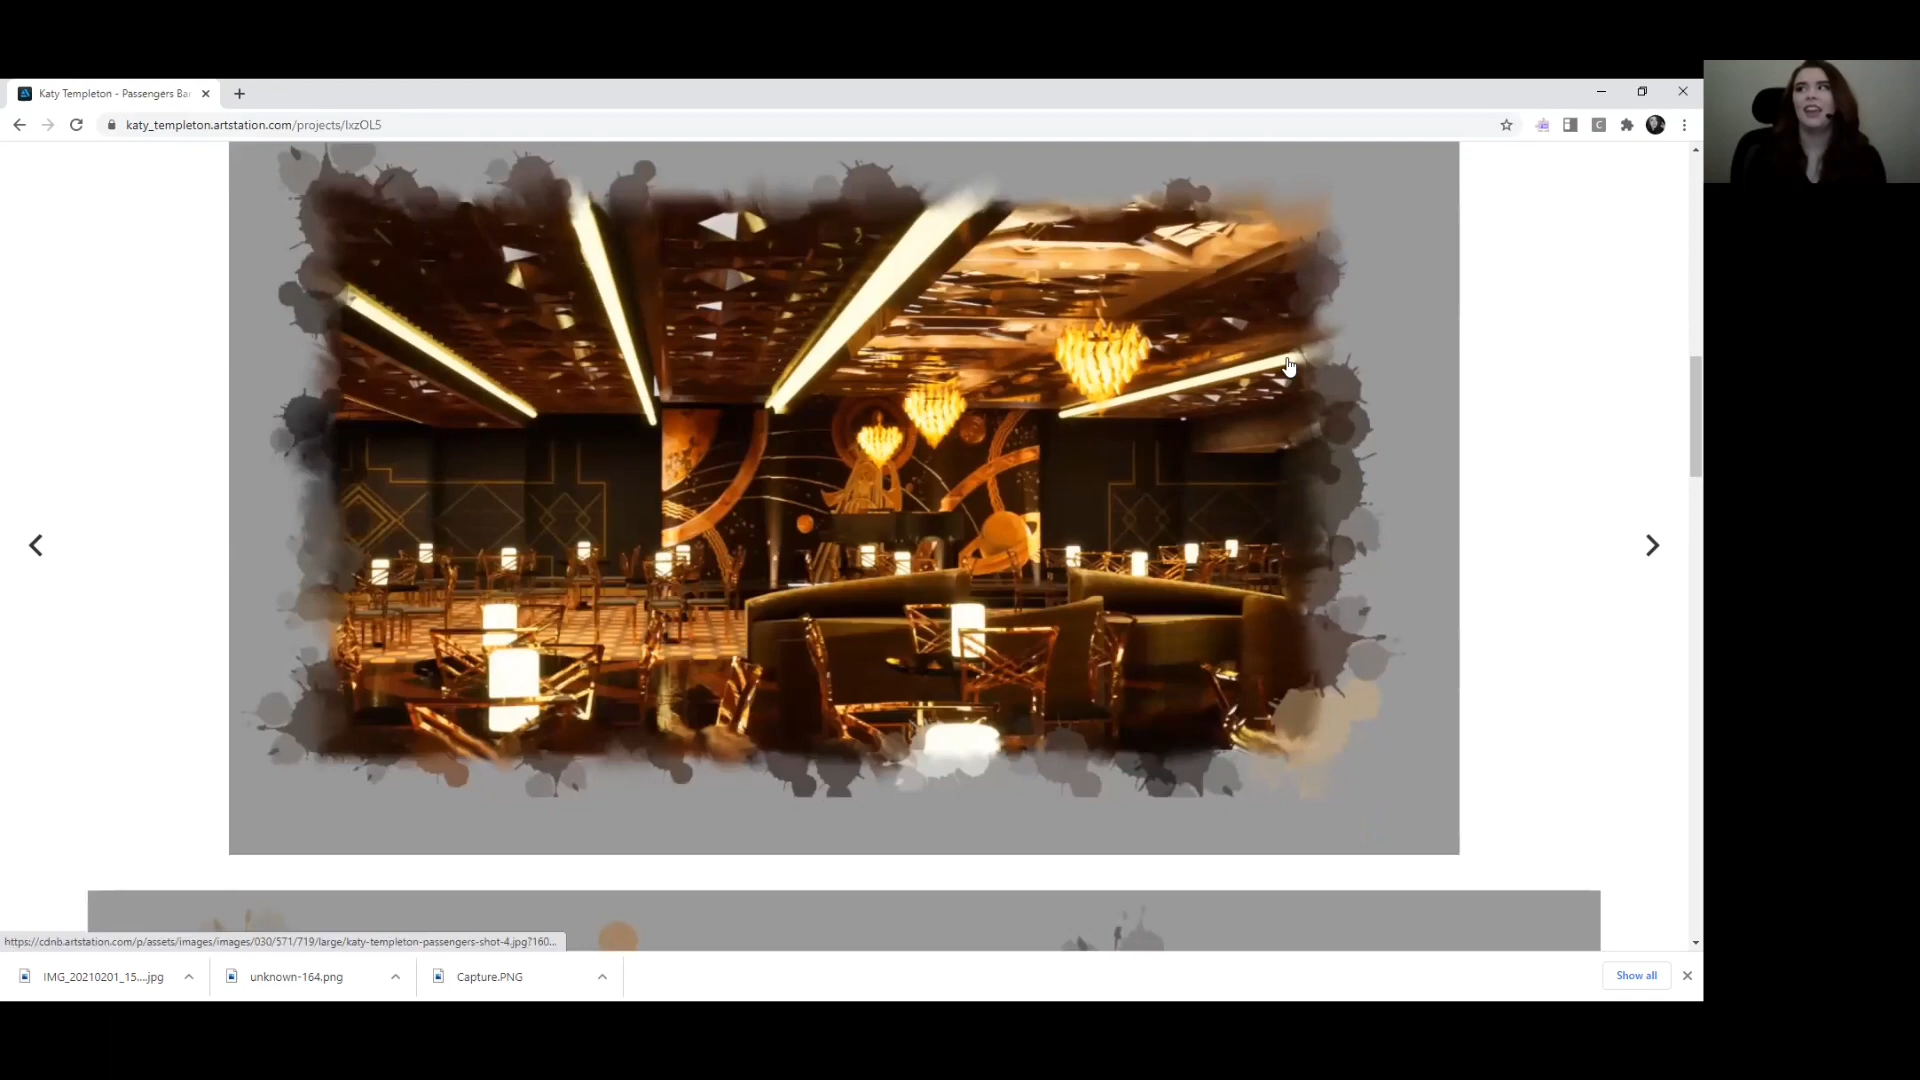 Katy Templeton - Passengers Bar
katy_templeton.artstation.com/projects/lxzOL5
https://cdnb.artstation.com/p/assets/images/images/030/571/719/large/katy-templeton-passengers-shot-4.jpg?160...
IMG_20210201_15....jpg
unknown-164.png
Capture.PNG
Show all